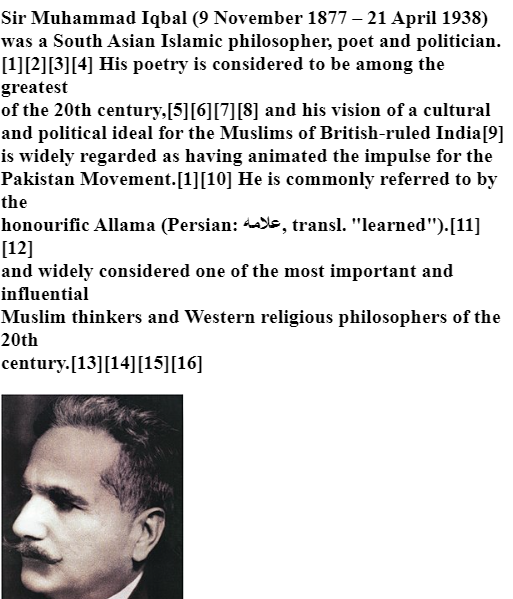 Sir Muhammad Iqbal (9 November 1877 – 21 April 1938)
was a South Asian Islamic philosopher, poet and politician.
[1][2][3][4] His poetry is considered to be among the
greatest
of the 20th century,[5][6][7][8] and his vision of a cultural
and political ideal for the Muslims of British-ruled India[9]
is widely regarded as having animated the impulse for the
Pakistan Movement.[1][10] He is commonly referred to by
the
honourific Allama (Persian: علامه, transl. "learned").[11]
[12]
and widely considered one of the most important and
influential
Muslim thinkers and Western religious philosophers of the
20th
century.[13][14][15][16]